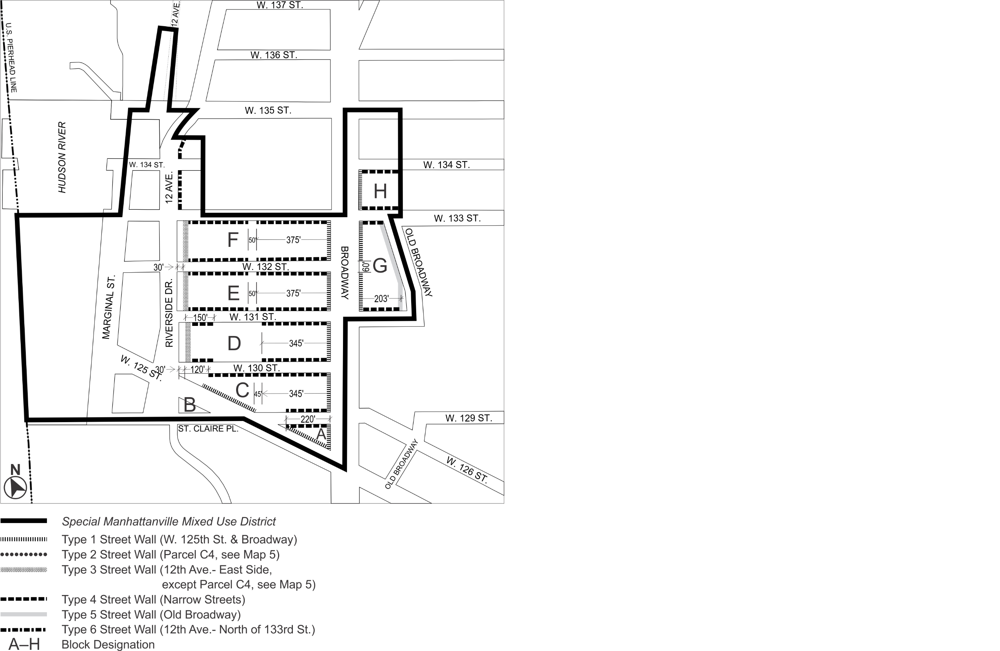 W. 137 ST.
12 AVE.
U.S. PIERHEAD LINE
W. 136 ST.
W. 135 ST.
HUDSON RIVER
W. 134 ST.
W. 134 ST.
12 AVE.
H
W. 133 ST.
F
50'
375'
BROADWAY
OLD BROADWAY
G
60'
30'
W. 132 ST.
E
50'
375'
203'
MARGINAL ST.
RIVERSIDE DR.
150'
W. 131 ST.
D
345'
W. 125 ST.
30'
120'
W. 130 ST.
C
45'
345'
B
220'
A
ST. CLAIRE PL.
W. 129 ST.
OLD BROADWAY
W. 126 ST.
N
Special Manhattanville Mixed Use District
Type 1 Street Wall (W. 125th St. & Broadway)
Type 2 Street Wall (Parcel C4, see Map 5)
Type 3 Street Wall (12th Ave.- East Side,
except Parcel C4, see Map 5)
Type 4 Street Wall (Narrow Streets)
Type 5 Street Wall (Old Broadway)
Type 6 Street Wall (12th Ave.- North of 133rd St.)
A–H Block Designation